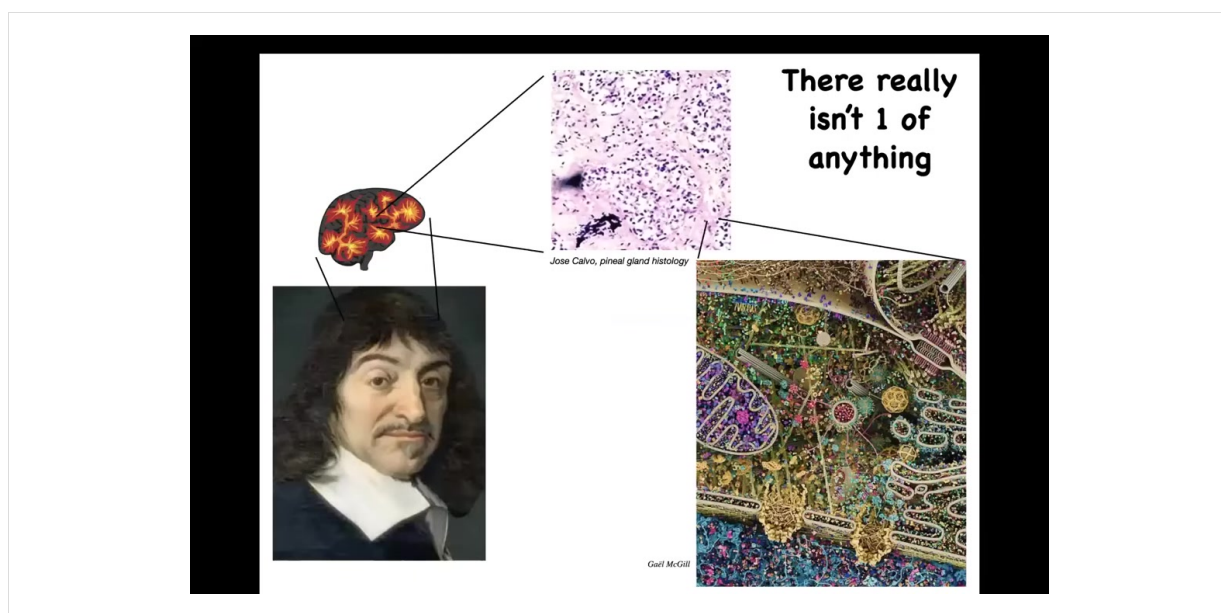 There really
isn't 1 of
anything
Jose Calvo, pineal gland histology
Gaël McGill